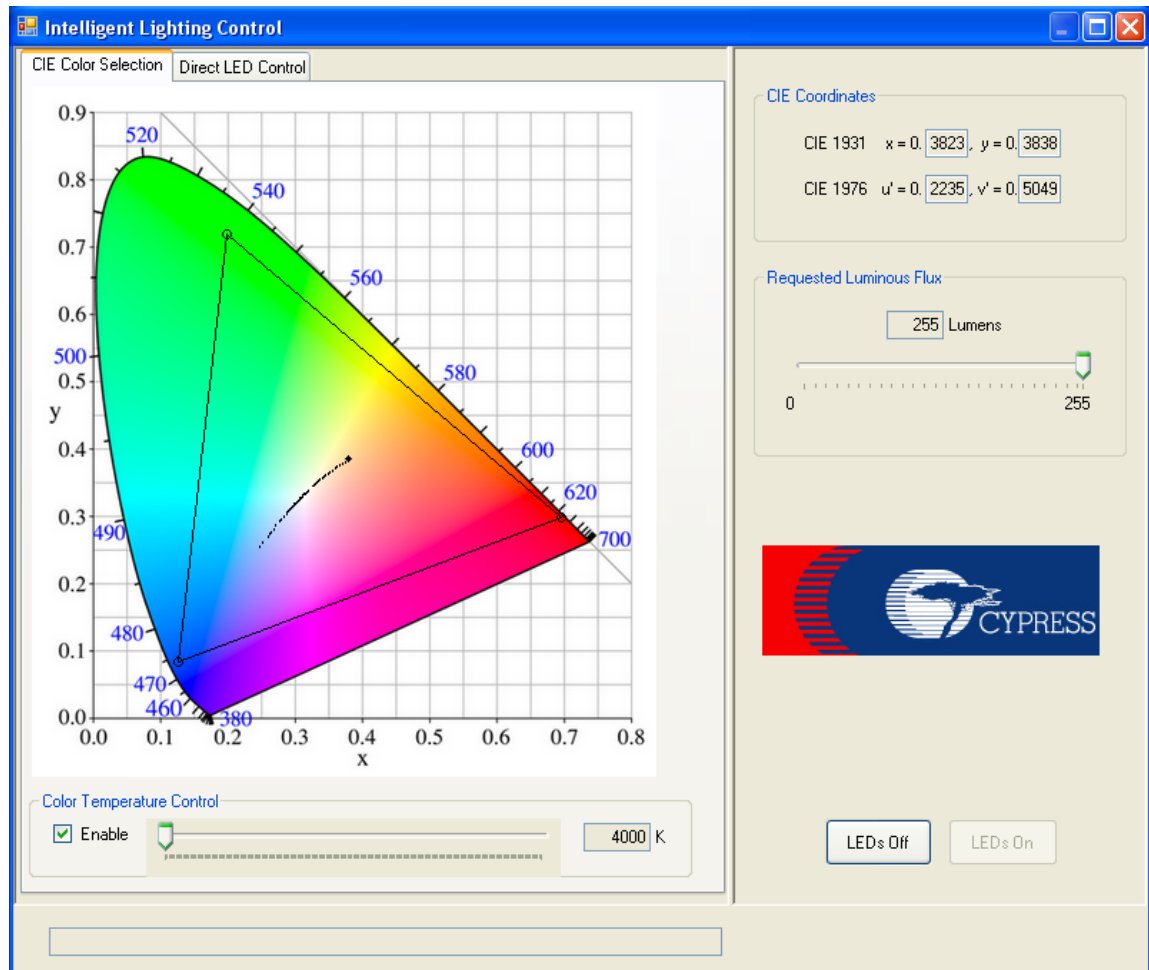 Intelligent Lighting Control
CIE Color Selection
Direct LED Control
0.9
0.8
0.7
0.6
0.5
0.4
0.3
0.2
0.1
0.0
y
520
540
560
580
600
620
700
500
490
480
470
460
380
0.0 0.1 0.2 0.3 0.4 0.5 0.6 0.7 0.8
x
Color Temperature Control
Enable
4000 K
CIE Coordinates
CIE 1931 x = 0. 3823 , y = 0. 3838
CIE 1976 u' = 0. 2235 , v' = 0. 5049
Requested Luminous Flux
255 Lumens
0 255
CYPRESS
LEDs Off
LEDs On